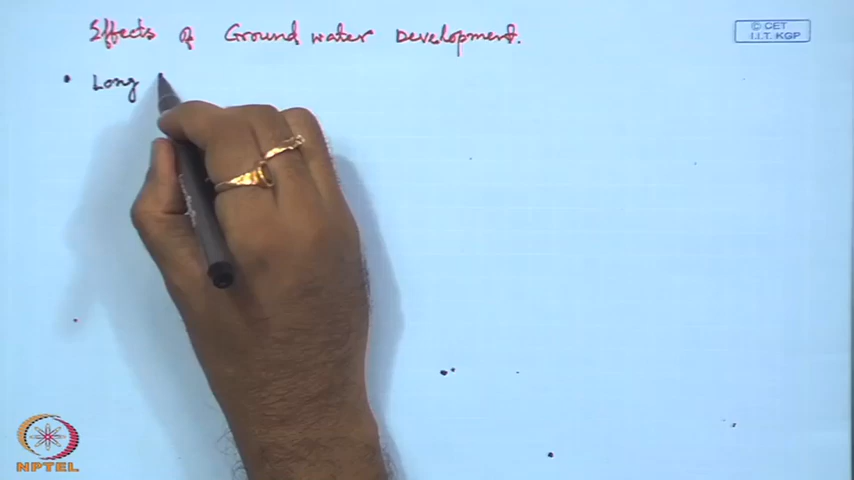 Effects of Ground water Development.
© CET
I.I.T. KGP
• Long
NPTEL